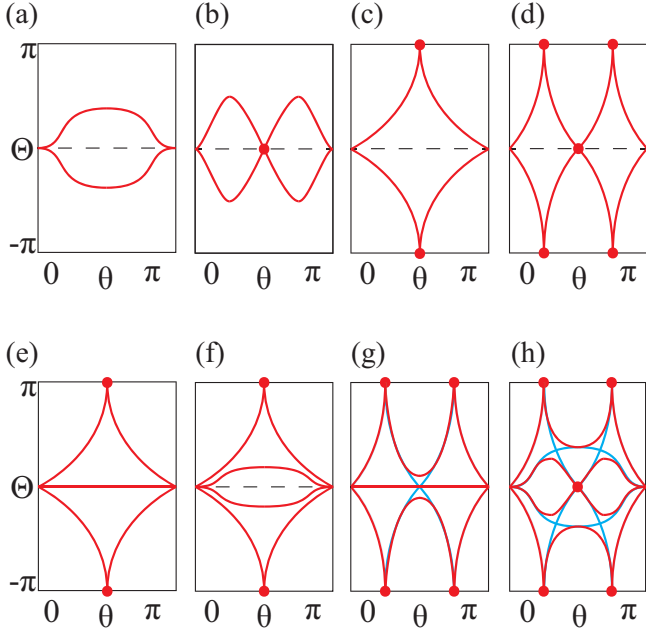 (a) (b) (c) (d)
π
Θ
-π
0 θ π 0 θ π 0 θ π 0 θ π
(e) (f) (g) (h)
π
Θ
-π
0 θ π 0 θ π 0 θ π 0 θ π